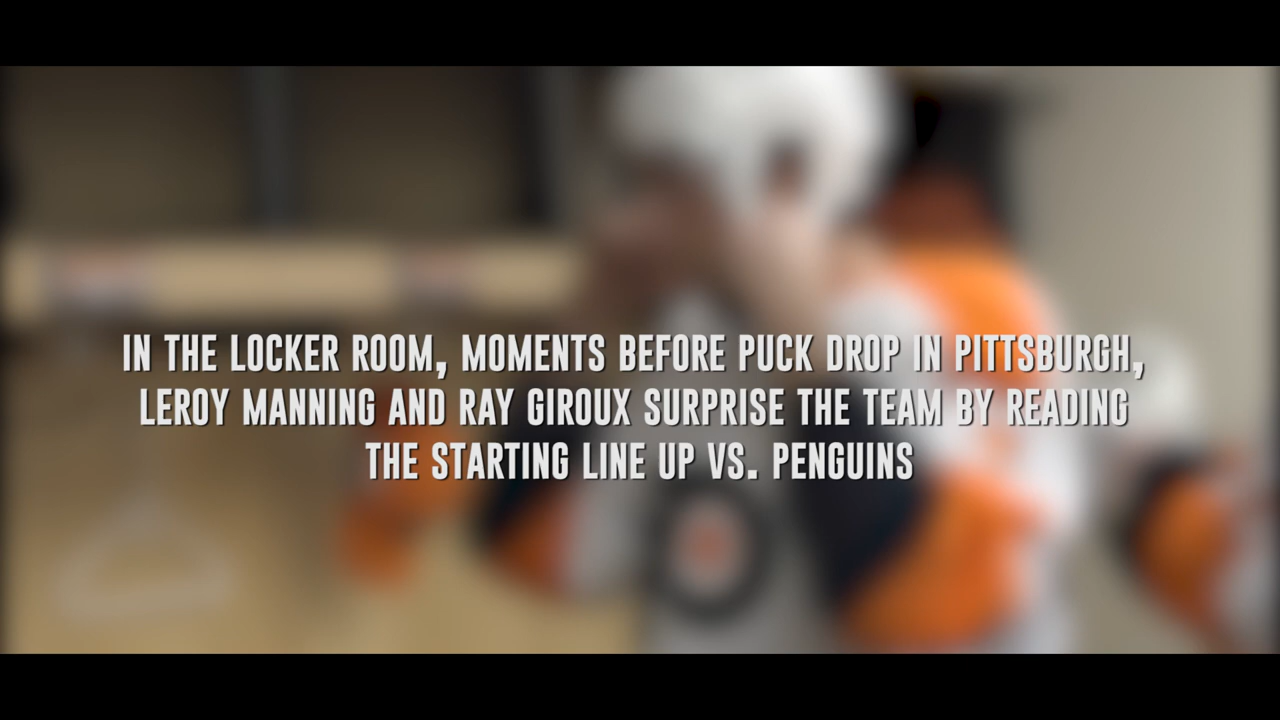 IN THE LOCKER ROOM, MOMENTS BEFORE PUCK DROP IN PITTSBURGH,
LEROY MANNING AND RAY GIROUX SURPRISE THE TEAM BY READING
THE STARTING LINE UP VS. PENGUINS